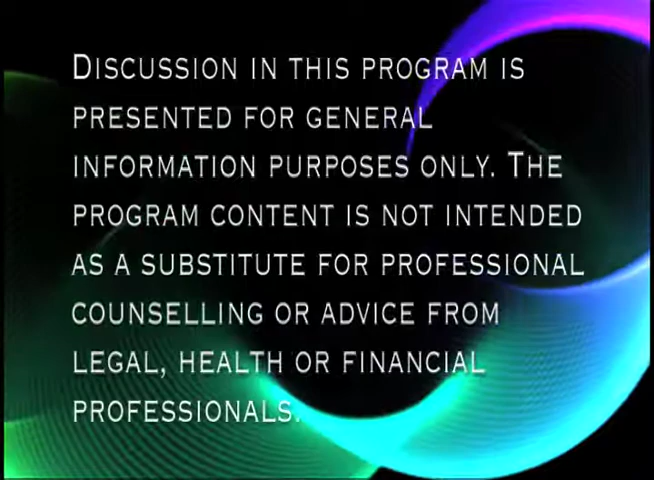 Discussion in this program is
presented for general
information purposes only. The
program content is not intended
as a substitute for professional
counselling or advice from
legal, health or financial
professionals.